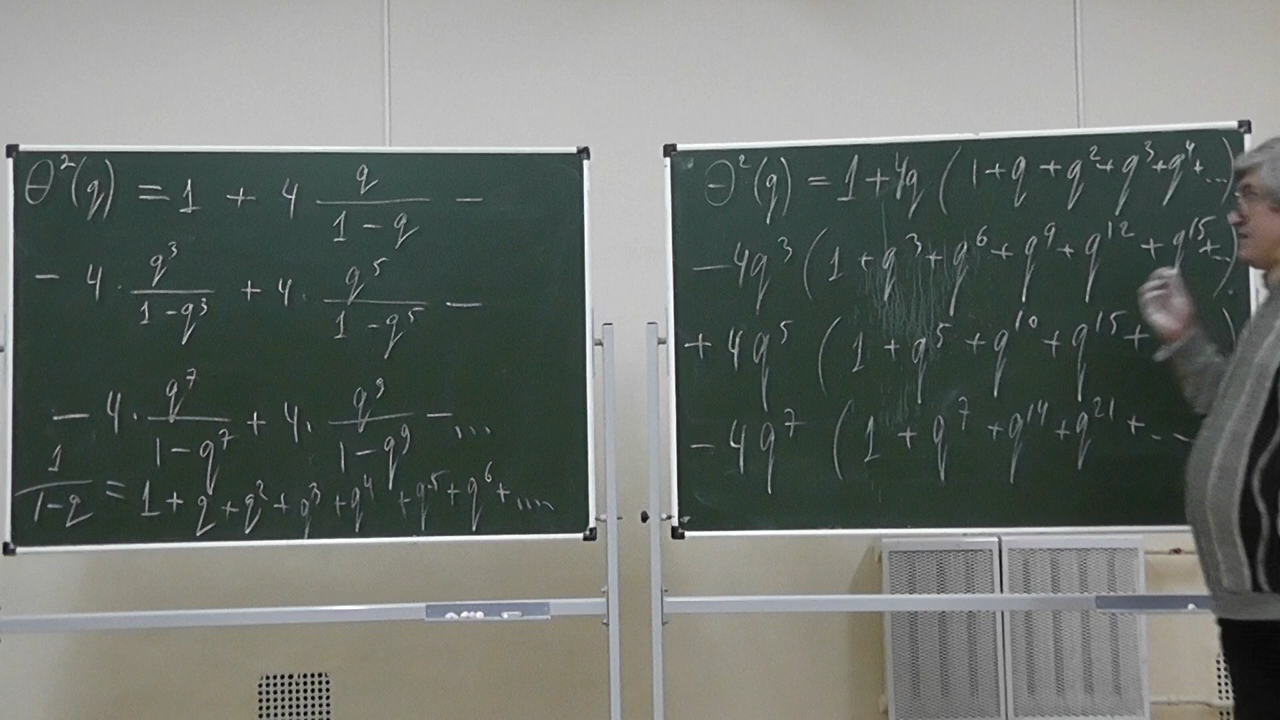 θ²(q) = 1 + 4 q/(1-q) -
- 4 · q³/(1-q³) + 4 · q⁵/(1-q⁵) -
- 4 · q⁷/(1-q⁷) + 4 · q⁹/(1-q⁹) - ...
1/(1-q) = 1 + q + q² + q³ + q⁴ + q⁵ + q⁶ + ....
θ²(q) = 1 + 4q (1 + q + q² + q³ + q⁴ + ...)
- 4q³ (1 + q³ + q⁶ + q⁹ + q¹² + q¹⁵ + ...)
+ 4q⁵ (1 + q⁵ + q¹⁰ + q¹⁵ + )
- 4q⁷ (1 + q⁷ + q¹⁴ + q²¹ + ...